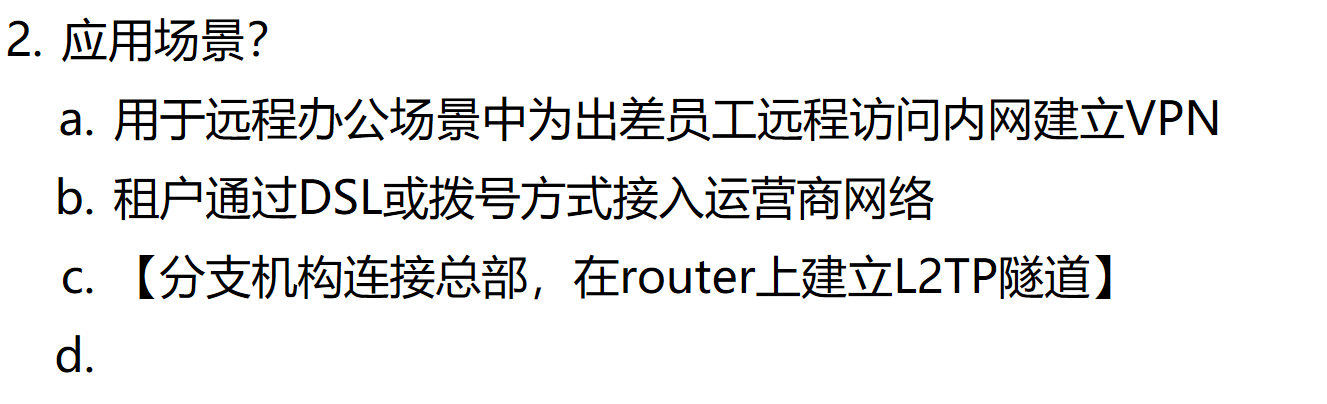 2. 应用场景？
a. 用于远程办公场景中为出差员工远程访问内网建立VPN
b. 租户通过DSL或拨号方式接入运营商网络
c. 【分支机构连接总部，在router上建立L2TP隧道】
d.